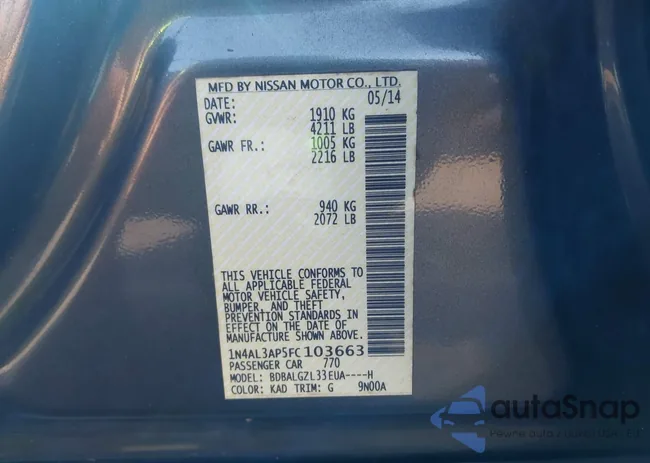 MFD BY NISSAN MOTOR CO., LTD.
DATE: 05/14
GVWR: 1910 KG
4211 LB
GAWR FR.: 1005 KG
2216 LB
GAWR RR.: 940 KG
2072 LB
THIS VEHICLE CONFORMS TO
ALL APPLICABLE FEDERAL
MOTOR VEHICLE SAFETY,
BUMPER, AND THEFT
PREVENTION STANDARDS IN
EFFECT ON THE DATE OF
MANUFACTURE SHOWN ABOVE.
1N4AL3AP5FC103663
PASSENGER CAR 770
MODEL: BDBALGZL33EUA----H
COLOR: KAD TRIM: G 9N00A
autoSnap